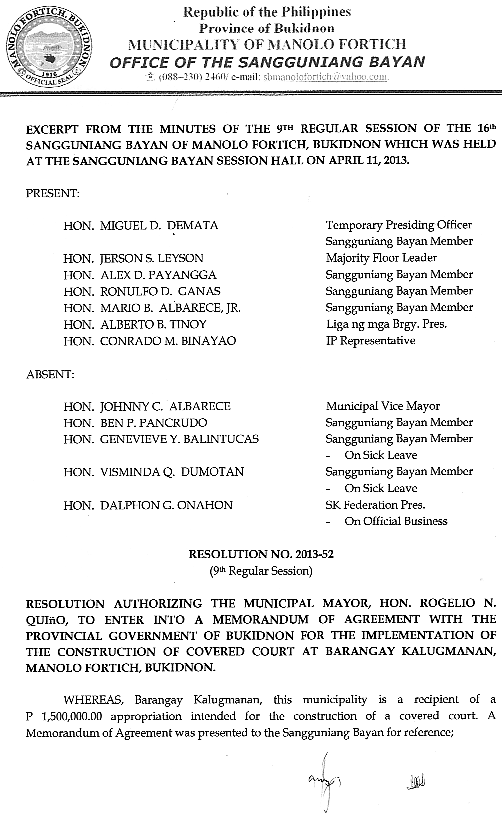 MANOLO FORTICH, BUKIDNON
1916
OFFICIAL SEAL
Republic of the Philippines
Province of Bukidnon
MUNICIPALITY OF MANOLO FORTICH
OFFICE OF THE SANGGUNIANG BAYAN
(088-230) 2460/ e-mail: sbmanolofortich@yahoo.com.
EXCERPT FROM THE MINUTES OF THE 9TH REGULAR SESSION OF THE 16th
SANGGUNIANG BAYAN OF MANOLO FORTICH, BUKIDNON WHICH WAS HELD
AT THE SANGGUNIANG BAYAN SESSION HALL ON APRIL 11, 2013.
PRESENT:
HON. MIGUEL D. DEMATA Temporary Presiding Officer
Sangguniang Bayan Member
HON. JERSON S. LEYSON Majority Floor Leader
HON. ALEX D. PAYANGGA Sangguniang Bayan Member
HON. RONULFO D. GANAS Sangguniang Bayan Member
HON. MARIO B. ALBARECE, JR. Sangguniang Bayan Member
HON. ALBERTO B. TINOY Liga ng mga Brgy. Pres.
HON. CONRADO M. BINAYAO IP Representative
ABSENT:
HON. JOHNNY C. ALBARECE Municipal Vice Mayor
HON. BEN P. PANCRUDO Sangguniang Bayan Member
HON. GENEVIEVE Y. BALINTUCAS Sangguniang Bayan Member
- On Sick Leave
HON. VISMINDA Q. DUMOTAN Sangguniang Bayan Member
- On Sick Leave
HON. DALPHON G. ONAHON SK Federation Pres.
- On Official Business
RESOLUTION NO. 2013-52
(9th Regular Session)
RESOLUTION AUTHORIZING THE MUNICIPAL MAYOR, HON. ROGELIO N.
QUIñO, TO ENTER INTO A MEMORANDUM OF AGREEMENT WITH THE
PROVINCIAL GOVERNMENT OF BUKIDNON FOR THE IMPLEMENTATION OF
THE CONSTRUCTION OF COVERED COURT AT BARANGAY KALUGMANAN,
MANOLO FORTICH, BUKIDNON.
WHEREAS, Barangay Kalugmanan, this municipality is a recipient of a
P 1,500,000.00 appropriation intended for the construction of a covered court. A
Memorandum of Agreement was presented to the Sangguniang Bayan for reference;